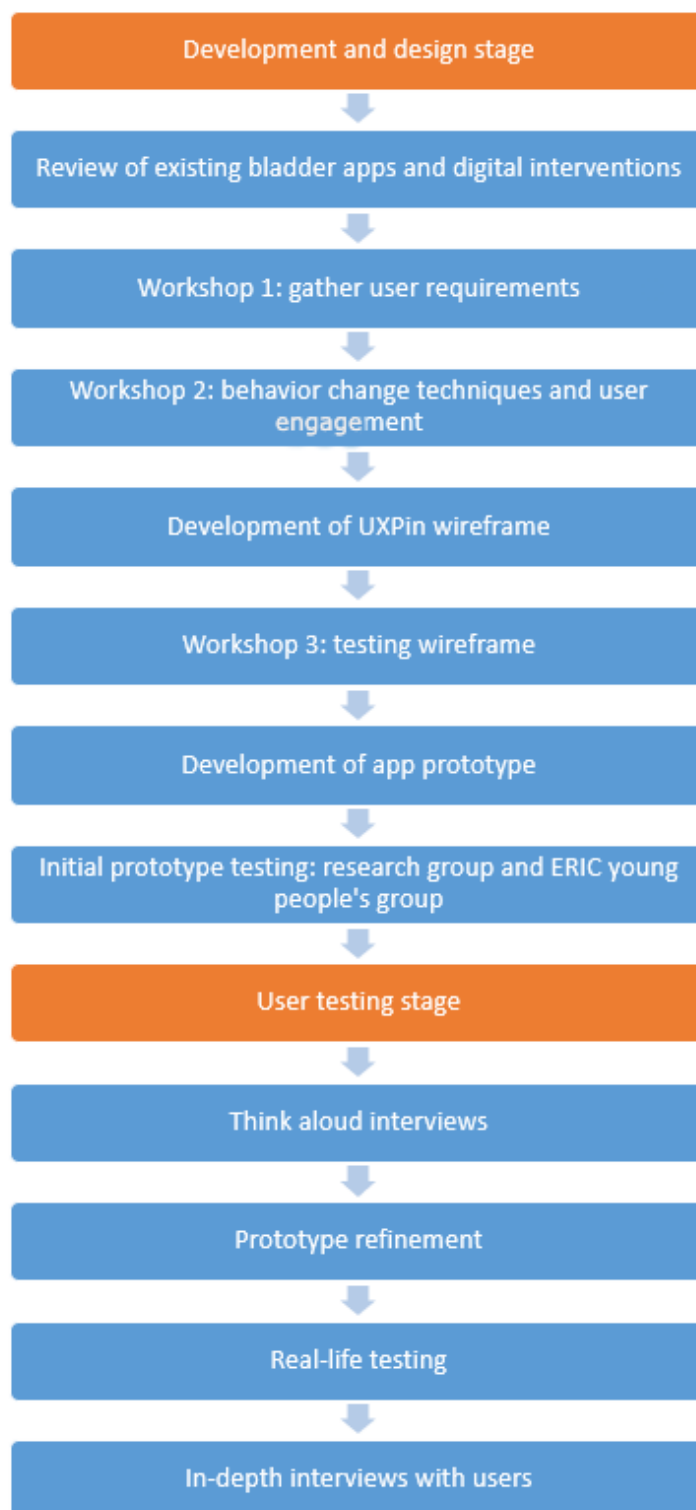 Development and design stage
Review of existing bladder apps and digital interventions
Workshop 1: gather user requirements
Workshop 2: behavior change techniques and user
engagement
Development of UXPin wireframe
Workshop 3: testing wireframe
Development of app prototype
Initial prototype testing: research group and ERIC young
people's group
User testing stage
Think aloud interviews
Prototype refinement
Real-life testing
In-depth interviews with users